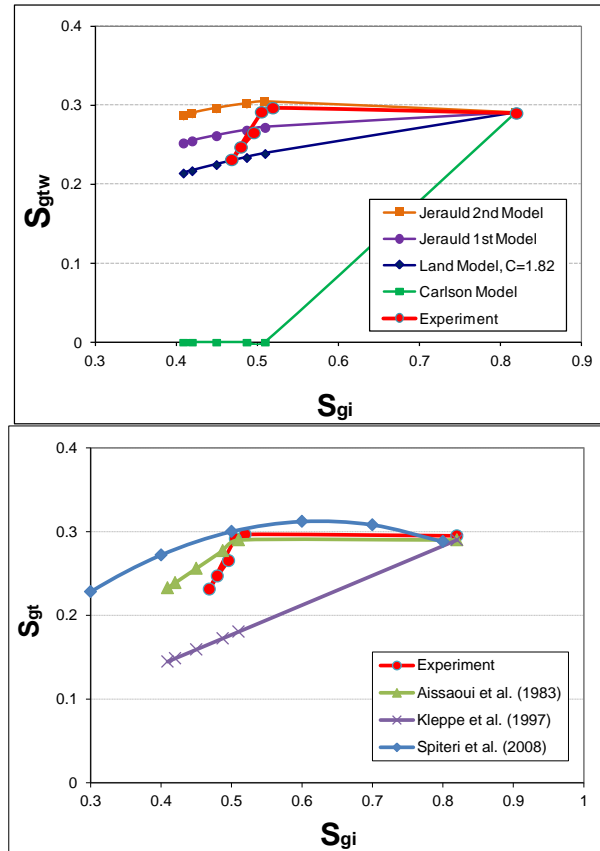 0.4
0.3
0.2
0.1
0
Sgtw
Jerauld 2nd Model
Jerauld 1st Model
Land Model, C=1.82
Carlson Model
Experiment
0.3 0.4 0.5 0.6 0.7 0.8 0.9
Sgi
0.4
0.3
0.2
0.1
0
Sgt
Experiment
Aissaoui et al. (1983)
Kleppe et al. (1997)
Spiteri et al. (2008)
0.3 0.4 0.5 0.6 0.7 0.8 0.9 1
Sgi